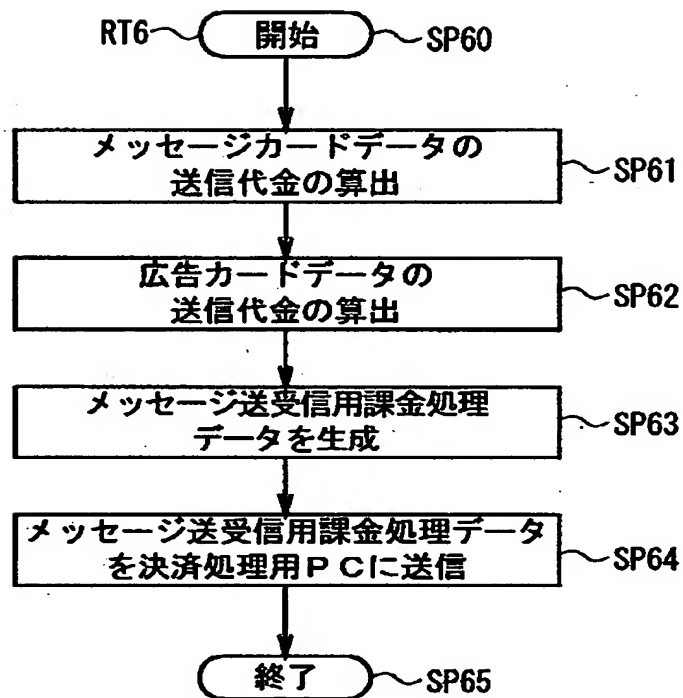 RT6 開始 SP60
メッセージカードデータの
送信代金の算出 SP61
広告カードデータの
送信代金の算出 SP62
メッセージ送受信用課金処理
データを生成 SP63
メッセージ送受信用課金処理データ
を決済処理用PCに送信 SP64
終了 SP65